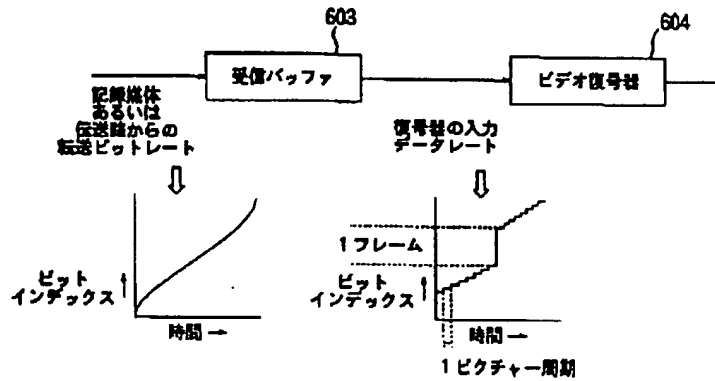 603
604
受信バッファ
ビデオ復号器
記録媒体
あるいは
伝送路からの
転送ビットレート
復号器の入力
データレート
ビット
インデックス
時間
1フレーム
ビット
インデックス
時間
1ピクチャー周期